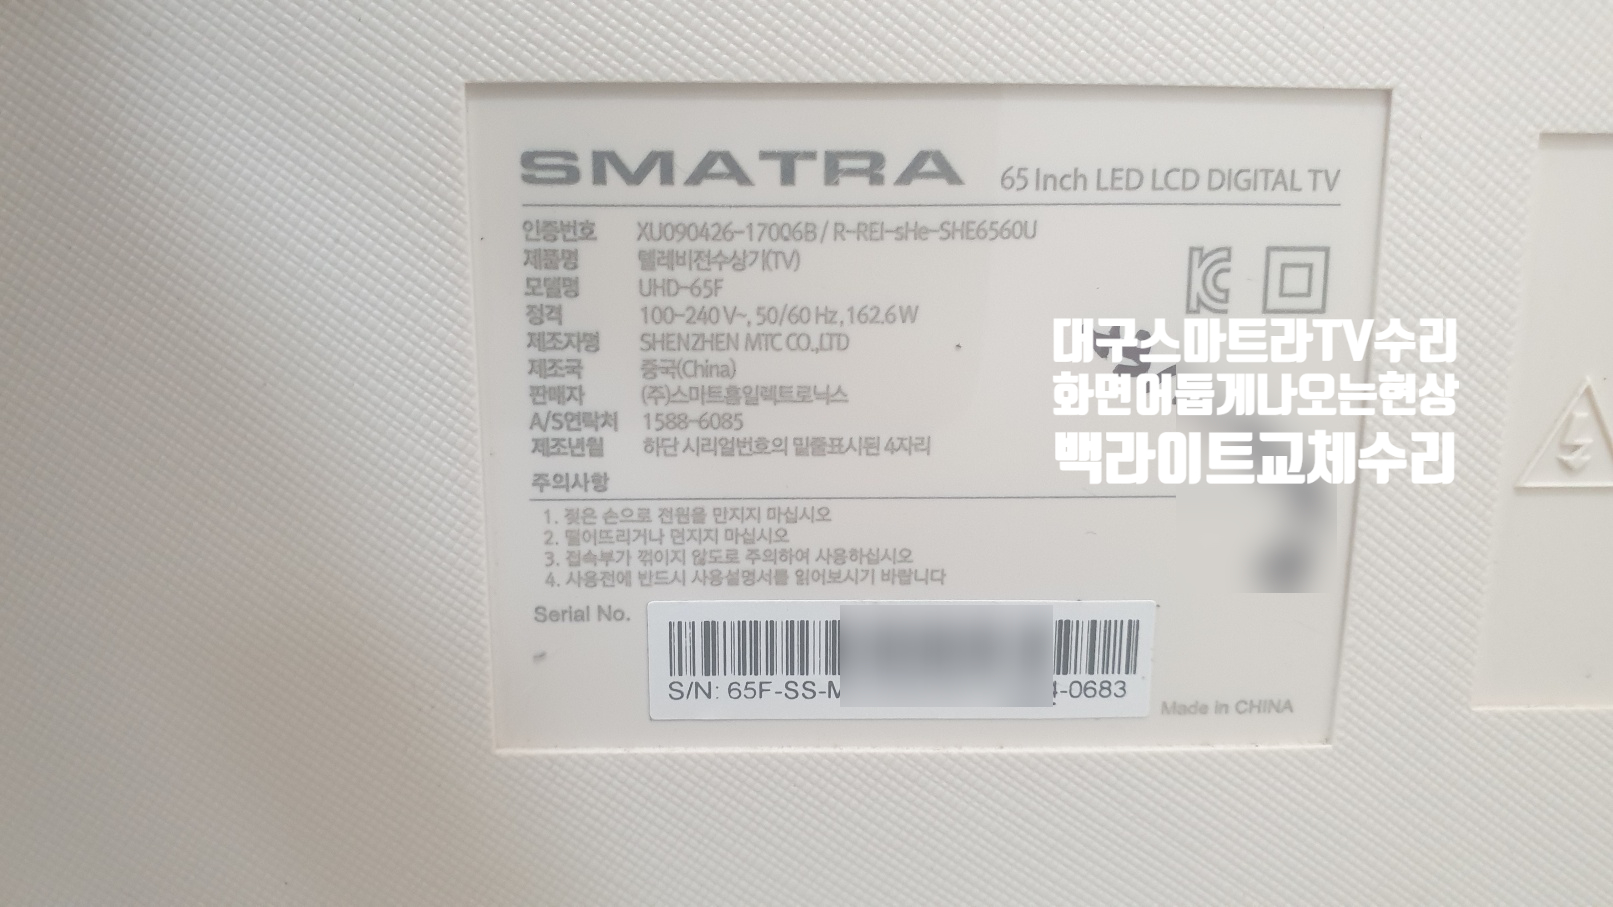 SMATRA 65 Inch LED LCD DIGITAL TV
인증번호 XU090426-17006B / R-REI-sHe-SHE6560U
제품명 텔레비전수상기(TV)
모델명 UHD-65F
정격 100-240 V~, 50/60 Hz, 162.6 W
제조자명 SHENZHEN MTC CO.,LTD
제조국 중국(China)
판매자 (주)스마트홈일렉트로닉스
A/S연락처 1588-6085
제조년월 하단 시리얼번호의 밑줄표시된 4자리
대구스마트라TV수리
화면어둡게나오는현상
백라이트교체수리
주의사항
1. 젖은 손으로 전원을 만지지 마십시오
2. 떨어뜨리거나 던지지 마십시오
3. 접속부가 꺾이지 않도록 주의하여 사용하십시오
4. 사용전에 반드시 사용설명서를 읽어보시기 바랍니다
Serial No.
S/N: 65F-SS-M -0683
Made in CHINA